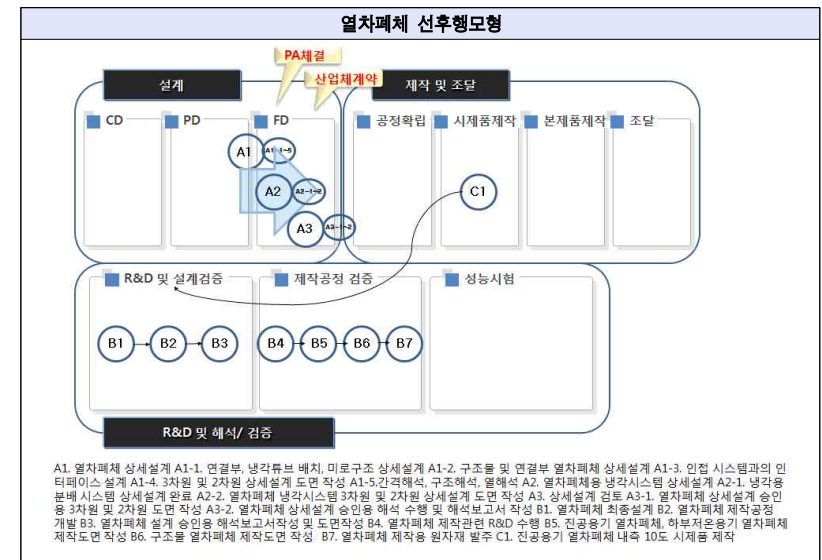 열차폐체 선후행모형
PA체결
산업체계약
설계
제작 및 조달
CD
PD
FD
공정확립
시제품제작
본제품제작
조달
A1
A1-1~5
A2
A2-1~2
A3
A3-1~2
C1
R&D 및 설계검증
제작공정 검증
성능시험
B1
B2
B3
B4
B5
B6
B7
R&D 및 해석/ 검증
A1. 열차폐체 상세설계 A1-1. 연결부, 냉각튜브 배치, 미로구조 상세설계 A1-2. 구조물 및 연결부 열차폐체 상세설계 A1-3. 인접 시스템과의 인
터페이스 설계 A1-4. 3차원 및 2차원 상세설계 도면 작성 A1-5.간격해석, 구조해석, 열해석 A2. 열차폐체용 냉각시스템 상세설계 A2-1. 냉각용
분배 시스템 상세설계 완료 A2-2. 열차폐체 냉각시스템 3차원 및 2차원 상세설계 도면 작성 A3. 상세설계 검토 A3-1. 열차폐체 상세설계 승인
용 3차원 및 2차원 도면 작성 A3-2. 열차폐체 상세설계 승인용 해석 수행 및 해석보고서 작성 B1. 열차폐체 최종설계 B2. 열차폐체 제작공정
개발 B3. 열차폐체 설계 승인용 해석보고서작성 및 도면작성 B4. 열차폐체 제작관련 R&D 수행 B5. 진공용기 열차폐체, 하부저온용기 열차폐체
제작도면 작성 B6. 구조물 열차폐체 제작도면 작성 B7. 열차폐체 제작용 원자재 발주 C1. 진공용기 열차폐체 내측 10도 시제품 제작